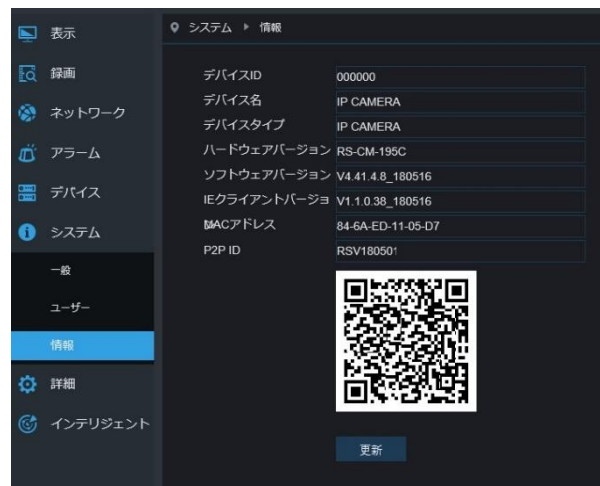 表示
録画
ネットワーク
アラーム
デバイス
システム
一般
ユーザー
情報
詳細
インテリジェント
システム ▶ 情報
デバイスID 000000
デバイス名 IP CAMERA
デバイスタイプ IP CAMERA
ハードウェアバージョン RS-CM-195C
ソフトウェアバージョン V4.41.4.8_180516
IEクライアントバージョ V1.1.0.38_180516
MACアドレス 84-6A-ED-11-05-D7
P2P ID RSV180501
更新